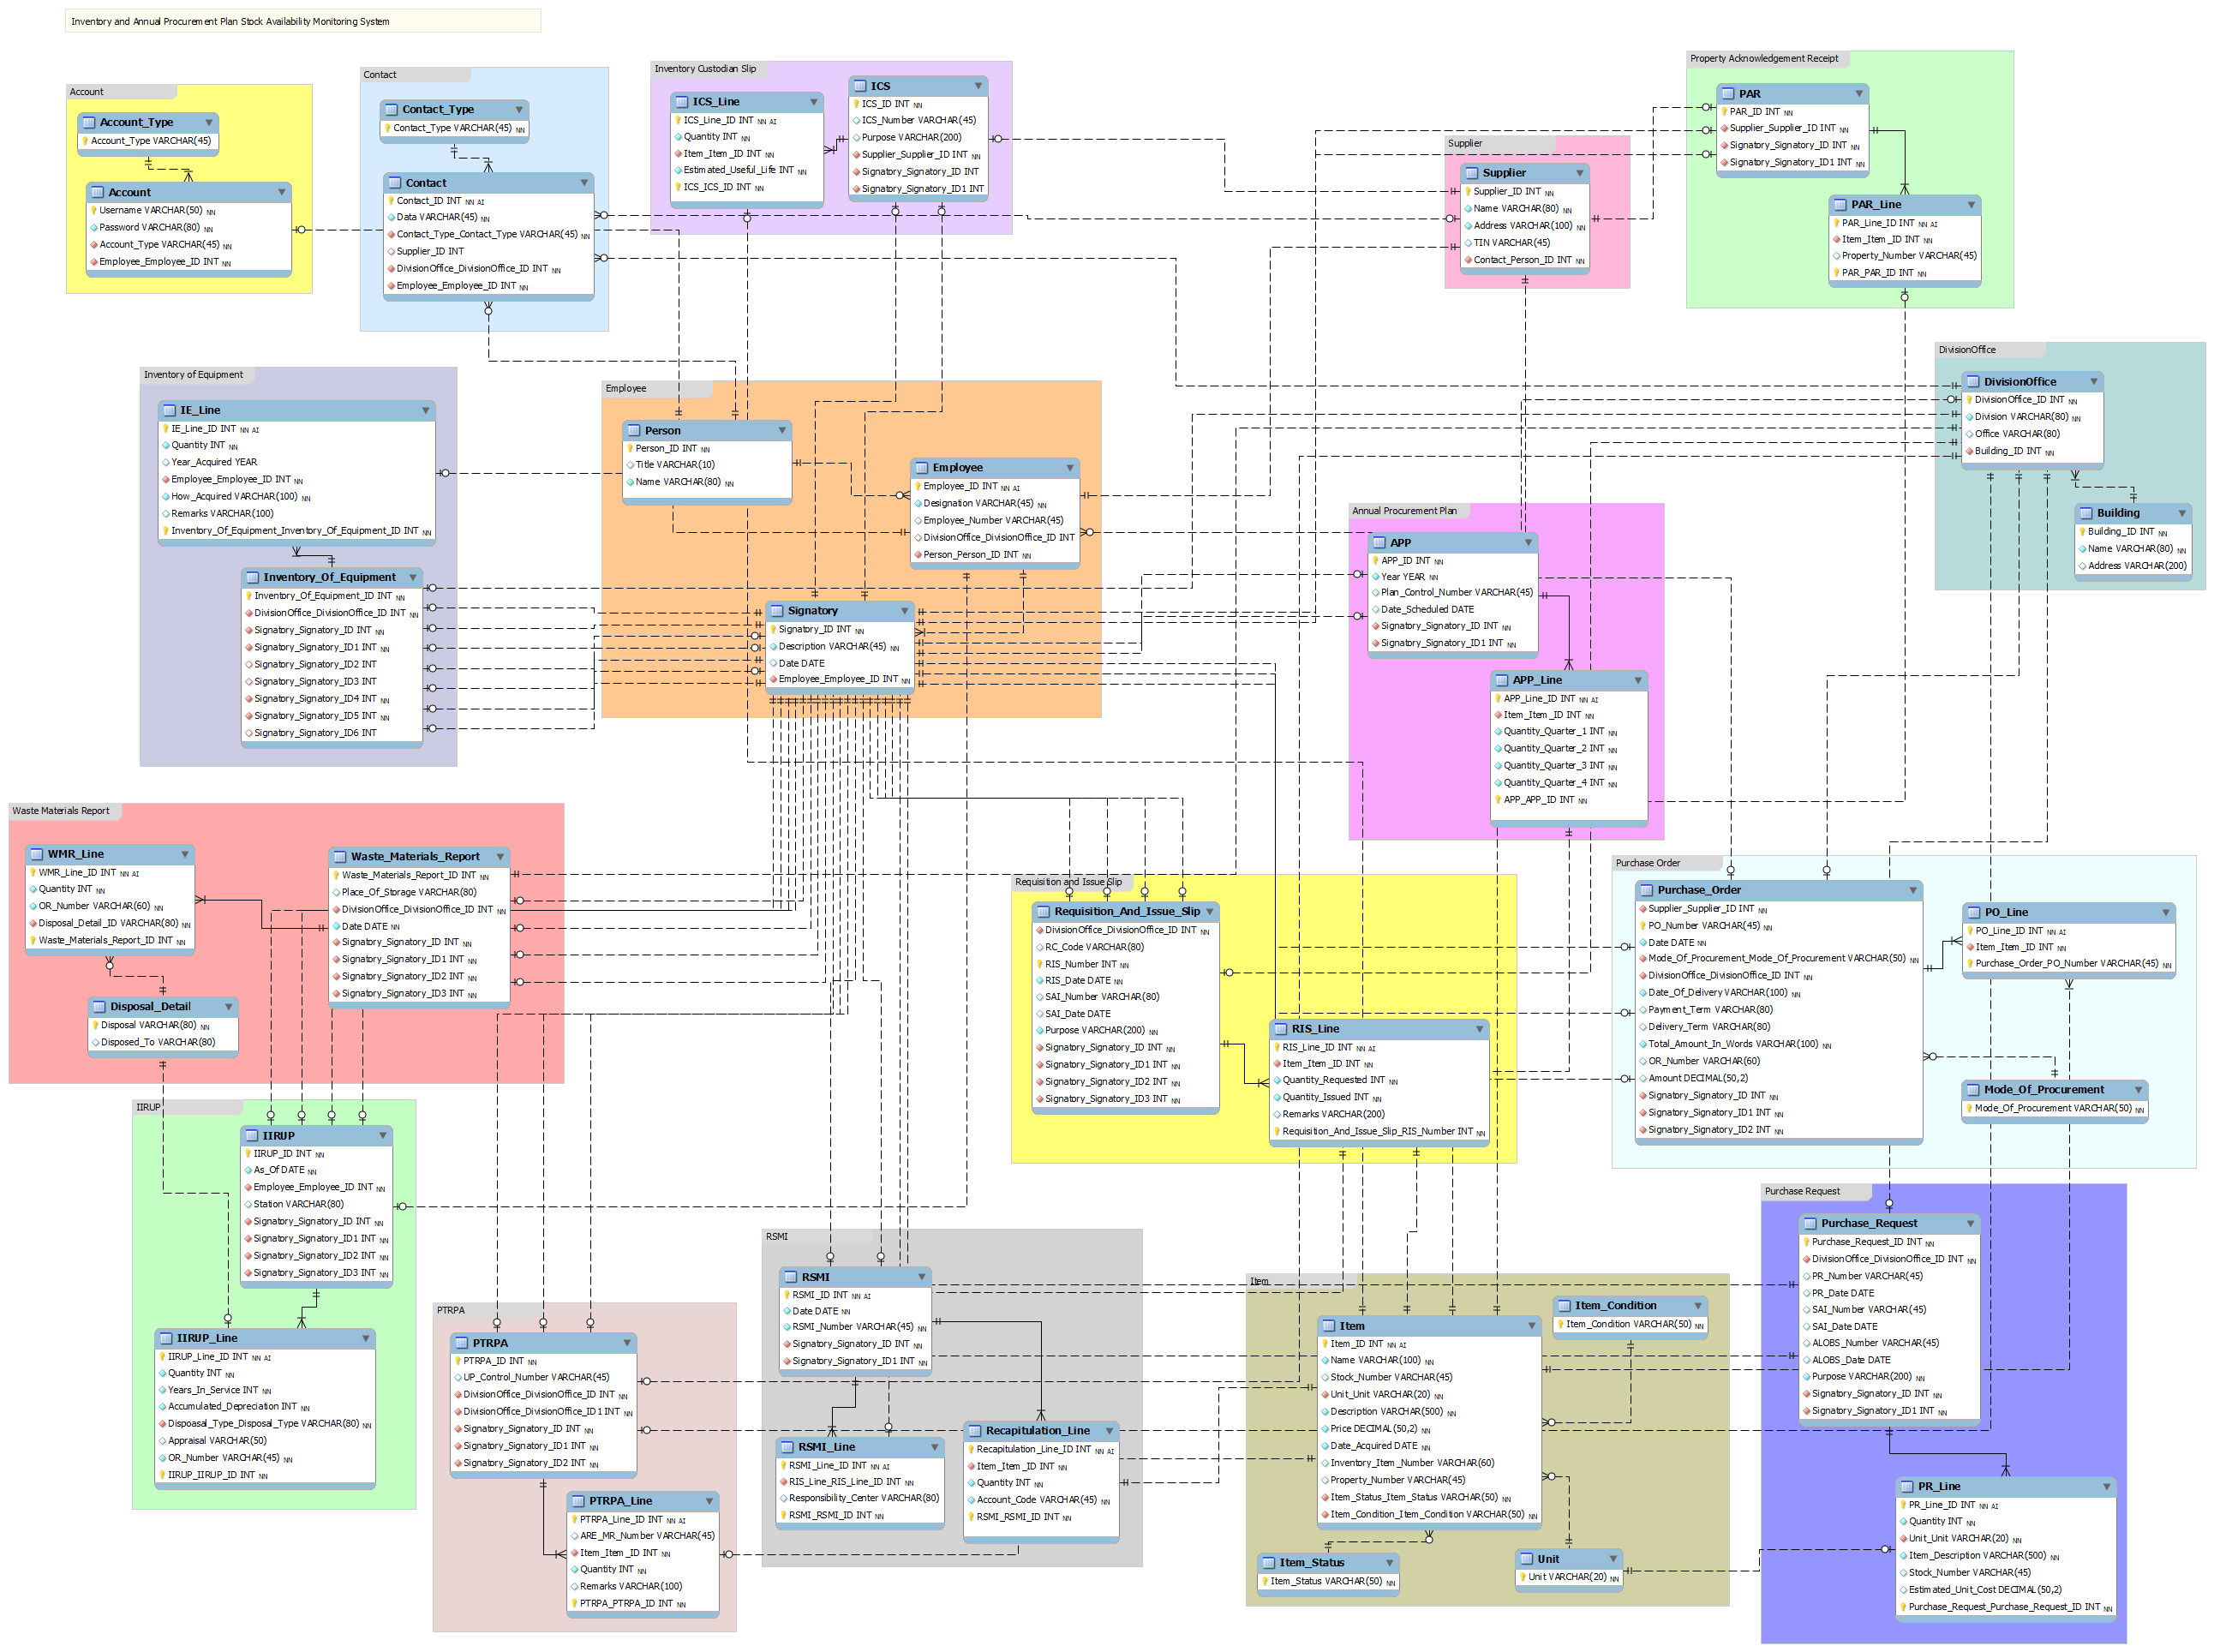 Inventory and Annual Procurement Plan Stock Availability Monitoring System
Account
Account_Type
Account_Type VARCHAR(45)
Account
Username VARCHAR(50) NN
Password VARCHAR(80) NN
Account_Type VARCHAR(45) NN
Employee_Employee_ID INT NN
Contact
Contact_Type
Contact_Type VARCHAR(45) NN
Contact
Contact_ID INT NN AI
Data VARCHAR(45) NN
Contact_Type_Contact_Type VARCHAR(45) NN
Supplier_ID INT
DivisionOffice_DivisionOffice_ID INT NN
Employee_Employee_ID INT NN
Inventory Custodian Slip
ICS_Line
ICS_Line_ID INT NN AI
Quantity INT NN
Item_Item_ID INT NN
Estimated_Useful_Life INT NN
ICS_ICS_ID INT NN
ICS
ICS_ID INT NN
ICS_Number VARCHAR(45)
Purpose VARCHAR(200)
Supplier_Supplier_ID INT NN
Signatory_Signatory_ID INT
Signatory_Signatory_ID1 INT
Supplier
Supplier
Supplier_ID INT NN
Name VARCHAR(80) NN
Address VARCHAR(100) NN
TIN VARCHAR(45)
Contact_Person_ID INT NN
Property Acknowledgement Receipt
PAR
PAR_ID INT NN
Supplier_Supplier_ID INT NN
Signatory_Signatory_ID INT NN
Signatory_Signatory_ID1 INT NN
PAR_Line
PAR_Line_ID INT NN AI
Item_Item_ID INT NN
Property_Number VARCHAR(45)
PAR_PAR_ID INT NN
DivisionOffice
DivisionOffice
DivisionOffice_ID INT NN
Division VARCHAR(80) NN
Office VARCHAR(80)
Building_ID INT NN
Building
Building_ID INT NN
Name VARCHAR(80) NN
Address VARCHAR(200)
Inventory of Equipment
IE_Line
IE_Line_ID INT NN AI
Quantity INT NN
Year_Acquired YEAR
Employee_Employee_ID INT NN
How_Acquired VARCHAR(100) NN
Remarks VARCHAR(100)
Inventory_Of_Equipment_Inventory_Of_Equipment_ID INT NN
Inventory_Of_Equipment
Inventory_Of_Equipment_ID INT NN
DivisionOffice_DivisionOffice_ID INT NN
Signatory_Signatory_ID INT NN
Signatory_Signatory_ID1 INT NN
Signatory_Signatory_ID2 INT
Signatory_Signatory_ID3 INT
Signatory_Signatory_ID4 INT NN
Signatory_Signatory_ID5 INT NN
Signatory_Signatory_ID6 INT
Employee
Person
Person_ID INT NN
Title VARCHAR(10)
Name VARCHAR(80) NN
Employee
Employee_ID INT NN AI
Designation VARCHAR(45) NN
Employee_Number VARCHAR(45)
DivisionOffice_DivisionOffice_ID INT
Person_Person_ID INT NN
Signatory
Signatory_ID INT NN
Description VARCHAR(45) NN
Date DATE
Employee_Employee_ID INT NN
Annual Procurement Plan
APP
APP_ID INT NN
Year YEAR NN
Plan_Control_Number VARCHAR(45)
Date_Scheduled DATE
Signatory_Signatory_ID INT NN
Signatory_Signatory_ID1 INT NN
APP_Line
APP_Line_ID INT NN AI
Item_Item_ID INT NN
Quantity_Quarter_1 INT NN
Quantity_Quarter_2 INT NN
Quantity_Quarter_3 INT NN
Quantity_Quarter_4 INT NN
APP_APP_ID INT NN
Waste Materials Report
WMR_Line
WMR_Line_ID INT NN AI
Quantity INT NN
OR_Number VARCHAR(60) NN
Disposal_Detail_ID VARCHAR(80) NN
Waste_Materials_Report_ID INT NN
Waste_Materials_Report
Waste_Materials_Report_ID INT NN
Place_Of_Storage VARCHAR(80)
DivisionOffice_DivisionOffice_ID INT NN
Date DATE NN
Signatory_Signatory_ID INT NN
Signatory_Signatory_ID1 INT NN
Signatory_Signatory_ID2 INT NN
Signatory_Signatory_ID3 INT NN
Disposal_Detail
Disposal VARCHAR(80) NN
Disposed_To VARCHAR(80)
Requisition and Issue Slip
Requisition_And_Issue_Slip
DivisionOffice_DivisionOffice_ID INT NN
RC_Code VARCHAR(80)
RIS_Number INT NN
RIS_Date DATE NN
SAI_Number VARCHAR(80)
SAI_Date DATE
Purpose VARCHAR(200) NN
Signatory_Signatory_ID INT NN
Signatory_Signatory_ID1 INT NN
Signatory_Signatory_ID2 INT NN
Signatory_Signatory_ID3 INT NN
RIS_Line
RIS_Line_ID INT NN AI
Item_Item_ID INT NN
Quantity_Requested INT NN
Quantity_Issued INT NN
Remarks VARCHAR(200)
Requisition_And_Issue_Slip_RIS_Number INT NN
Purchase Order
Purchase_Order
Supplier_Supplier_ID INT NN
PO_Number VARCHAR(45) NN
Date DATE NN
Mode_Of_Procurement_Mode_Of_Procurement VARCHAR(50) NN
DivisionOffice_DivisionOffice_ID INT NN
Date_Of_Delivery VARCHAR(100) NN
Payment_Term VARCHAR(80)
Delivery_Term VARCHAR(80)
Total_Amount_In_Words VARCHAR(100) NN
OR_Number VARCHAR(60)
Amount DECIMAL(50,2)
Signatory_Signatory_ID INT NN
Signatory_Signatory_ID1 INT NN
Signatory_Signatory_ID2 INT NN
PO_Line
PO_Line_ID INT NN AI
Item_Item_ID INT NN
Purchase_Order_PO_Number VARCHAR(45) NN
Mode_Of_Procurement
Mode_Of_Procurement VARCHAR(50) NN
IIRUP
IIRUP
IIRUP_ID INT NN
As_Of DATE NN
Employee_Employee_ID INT NN
Station VARCHAR(80)
Signatory_Signatory_ID INT NN
Signatory_Signatory_ID1 INT NN
Signatory_Signatory_ID2 INT NN
Signatory_Signatory_ID3 INT NN
IIRUP_Line
IIRUP_Line_ID INT NN AI
Quantity INT NN
Years_In_Service INT NN
Accumulated_Depreciation INT NN
Dispoasal_Type_Disposal_Type VARCHAR(80) NN
Appraisal VARCHAR(50)
OR_Number VARCHAR(45) NN
IIRUP_IIRUP_ID INT NN
PTRPA
PTRPA
PTRPA_ID INT NN
UP_Control_Number VARCHAR(45)
DivisionOffice_DivisionOffice_ID INT NN
DivisionOffice_DivisionOffice_ID1 INT NN
Signatory_Signatory_ID INT NN
Signatory_Signatory_ID1 INT NN
Signatory_Signatory_ID2 INT NN
PTRPA_Line
PTRPA_Line_ID INT NN AI
ARE_MR_Number VARCHAR(45)
Item_Item_ID INT NN
Quantity INT NN
Remarks VARCHAR(100)
PTRPA_PTRPA_ID INT NN
RSMI
RSMI
RSMI_ID INT NN AI
Date DATE NN
RSMI_Number VARCHAR(45) NN
Signatory_Signatory_ID INT NN
Signatory_Signatory_ID1 INT NN
RSMI_Line
RSMI_Line_ID INT NN AI
RIS_Line_RIS_Line_ID INT NN
Responsibility_Center VARCHAR(80)
RSMI_RSMI_ID INT NN
Recapitulation_Line
Recapitulation_Line_ID INT NN AI
Item_Item_ID INT NN
Quantity INT NN
Account_Code VARCHAR(45) NN
RSMI_RSMI_ID INT NN
Item
Item
Item_ID INT NN AI
Name VARCHAR(100) NN
Stock_Number VARCHAR(45)
Unit_Unit VARCHAR(20) NN
Description VARCHAR(500) NN
Price DECIMAL(50,2) NN
Date_Acquired DATE NN
Inventory_Item_Number VARCHAR(60)
Property_Number VARCHAR(45)
Item_Status_Item_Status VARCHAR(50) NN
Item_Condition_Item_Condition VARCHAR(50) NN
Item_Condition
Item_Condition VARCHAR(50) NN
Item_Status
Item_Status VARCHAR(50) NN
Unit
Unit VARCHAR(20) NN
Purchase Request
Purchase_Request
Purchase_Request_ID INT NN
DivisionOffice_DivisionOffice_ID INT NN
PR_Number VARCHAR(45)
PR_Date DATE
SAI_Number VARCHAR(45)
SAI_Date DATE
ALOBS_Number VARCHAR(45)
ALOBS_Date DATE
Purpose VARCHAR(200) NN
Signatory_Signatory_ID INT NN
Signatory_Signatory_ID1 INT NN
PR_Line
PR_Line_ID INT NN AI
Quantity INT NN
Unit_Unit VARCHAR(20) NN
Item_Description VARCHAR(500) NN
Stock_Number VARCHAR(45)
Estimated_Unit_Cost DECIMAL(50,2)
Purchase_Request_Purchase_Request_ID INT NN